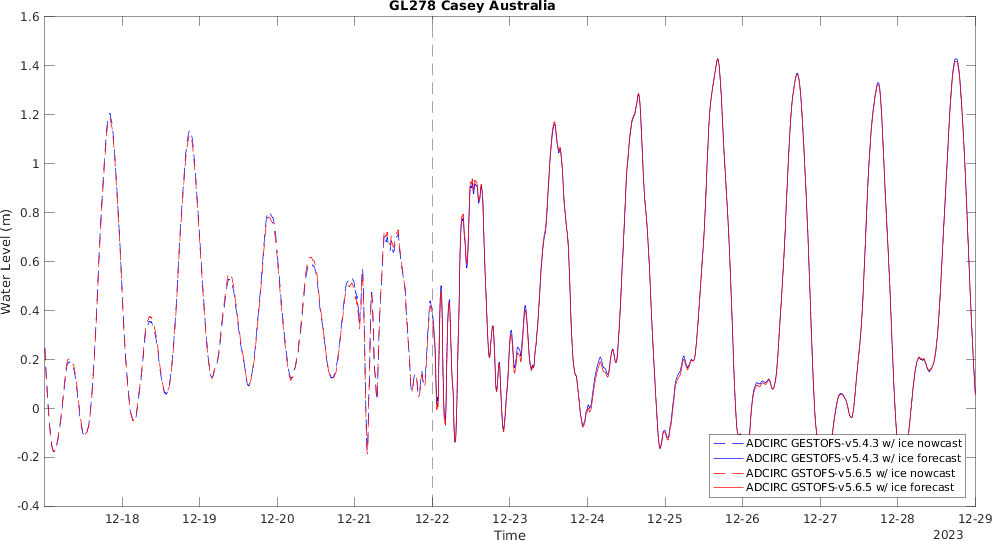 GL278 Casey Australia
1.6
1.4
1.2
1
0.8
0.6
0.4
0.2
0
-0.2
-0.4
Water Level (m)
ADCIRC GESTOFS-v5.4.3 w/ ice nowcast
ADCIRC GESTOFS-v5.4.3 w/ ice forecast
ADCIRC GSTOFS-v5.6.5 w/ ice nowcast
ADCIRC GSTOFS-v5.6.5 w/ ice forecast
12-18 12-19 12-20 12-21 12-22 12-23 12-24 12-25 12-26 12-27 12-28 12-29
Time
2023